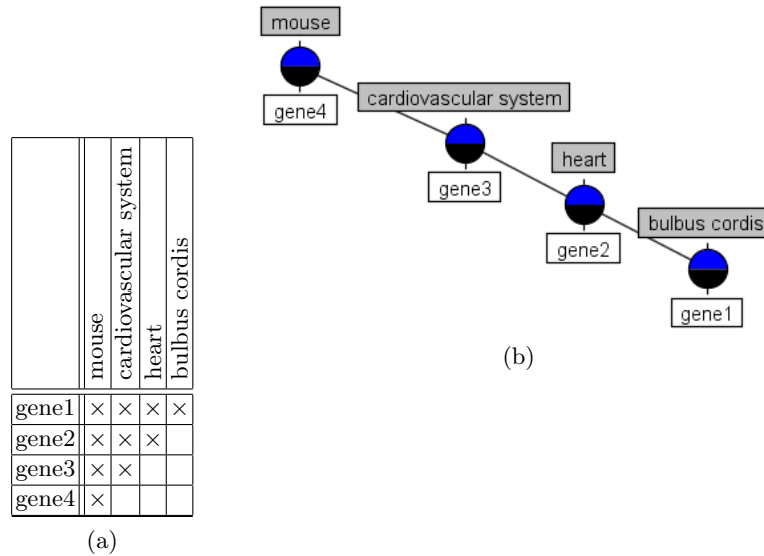 mouse
cardiovascular system
heart
bulbus cordis
gene1 × × × ×
gene2 × × ×
gene3 × ×
gene4 ×
(a)
mouse
gene4
cardiovascular system
gene3
heart
gene2
bulbus cordis
gene1
(b)